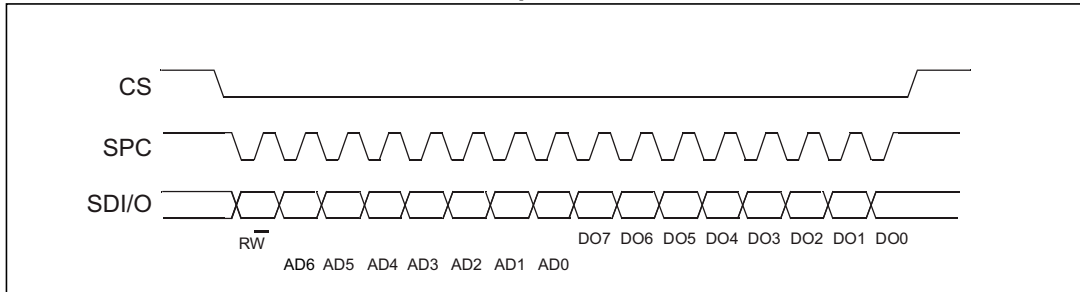 CS
SPC
SDI/O
RW
DO7 DO6 DO5 DO4 DO3 DO2 DO1 DO0
AD6 AD5 AD4 AD3 AD2 AD1 AD0